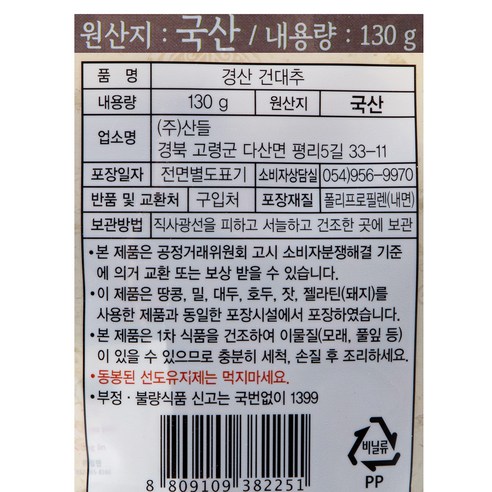 원산지 : 국산 / 내용량 : 130 g
품 명 경산 건대추
내용량 130 g 원산지 국산
업소명 (주)산들
경북 고령군 다산면 평리5길 33-11
포장일자 전면별도표기 소비자상담실 (054)956-9970
반품 및 교환처 구입처 포장재질 폴리프로필렌(내면)
보관방법 직사광선을 피하고 서늘하고 건조한 곳에 보관
•본 제품은 공정거래위원회 고시 소비자분쟁해결 기준
에 의거 교환 또는 보상 받을 수 있습니다.
•이 제품은 땅콩, 밀, 대두, 호두, 잣, 젤라틴(돼지)를
사용한 제품과 동일한 포장시설에서 포장하였습니다.
•본 제품은 1차 식품을 건조하여 이물질(모래, 풀잎 등)
이 있을 수 있으므로 충분히 세척, 손질 후 조리하세요.
•동봉된 선도유지제는 먹지마세요.
•부정·불량식품 신고는 국번없이 1399
비닐류
PP
8 809109 382251